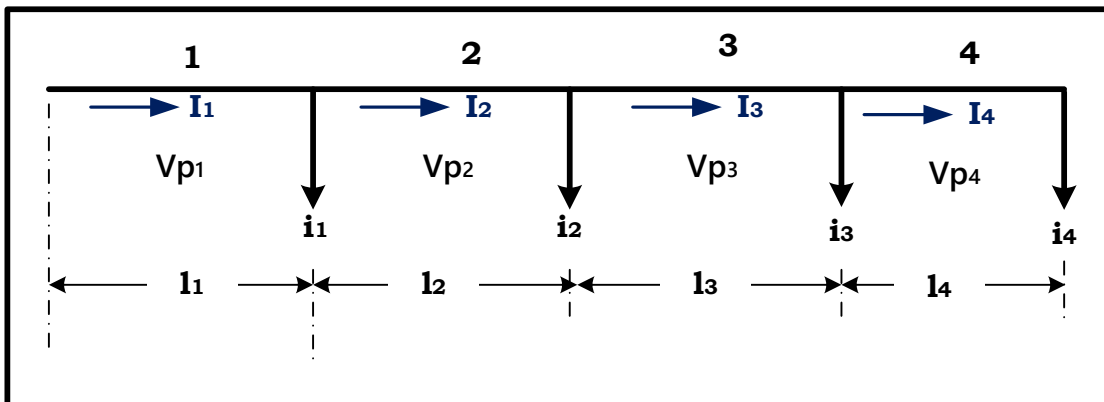 1 2 3 4
I1 I2 I3 I4
Vp1 Vp2 Vp3 Vp4
i1 i2 i3 i4
l1 l2 l3 l4